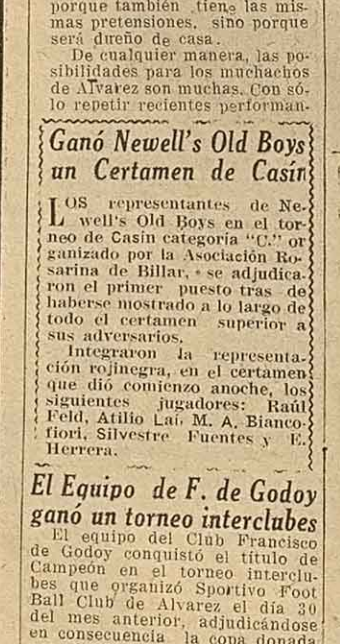 porque también tiene las mis-
mas pretensiones, sino porque
será dueño de casa.
De cualquier manera, las po-
sibilidades para los muchachos
de Alvarez son muchas. Con só-
lo repetir recientes performan-
Ganó Newell's Old Boys
un Certamen de Casín
LOS representantes de Ne-
well's Old Boys en el tor-
neo de Casín categoría "C." or
ganizado por la Asociación Ro-
sarina de Billar, se adjudica-
ron el primer puesto tras de
haberse mostrado a lo largo de
todo el certamen superior a
sus adversarios.
Integraron la representa-
ción rojinegra, en el certamen
que dió comienzo anoche, los
siguientes jugadores: Raúl
Feld, Atilio Lai, M. A. Bianco-
fiori, Silvestre Fuentes y E.
Herrera.
El Equipo de F. de Godoy
ganó un torneo interclubes
El equipo del Club Francisco
de Godoy conquistó el título de
Campeón en el torneo interclu-
bes que organizó Sportivo Foot
Ball Club de Alvarez el día 30
del mes anterior, adjudicándose
en consecuencia la copa donada